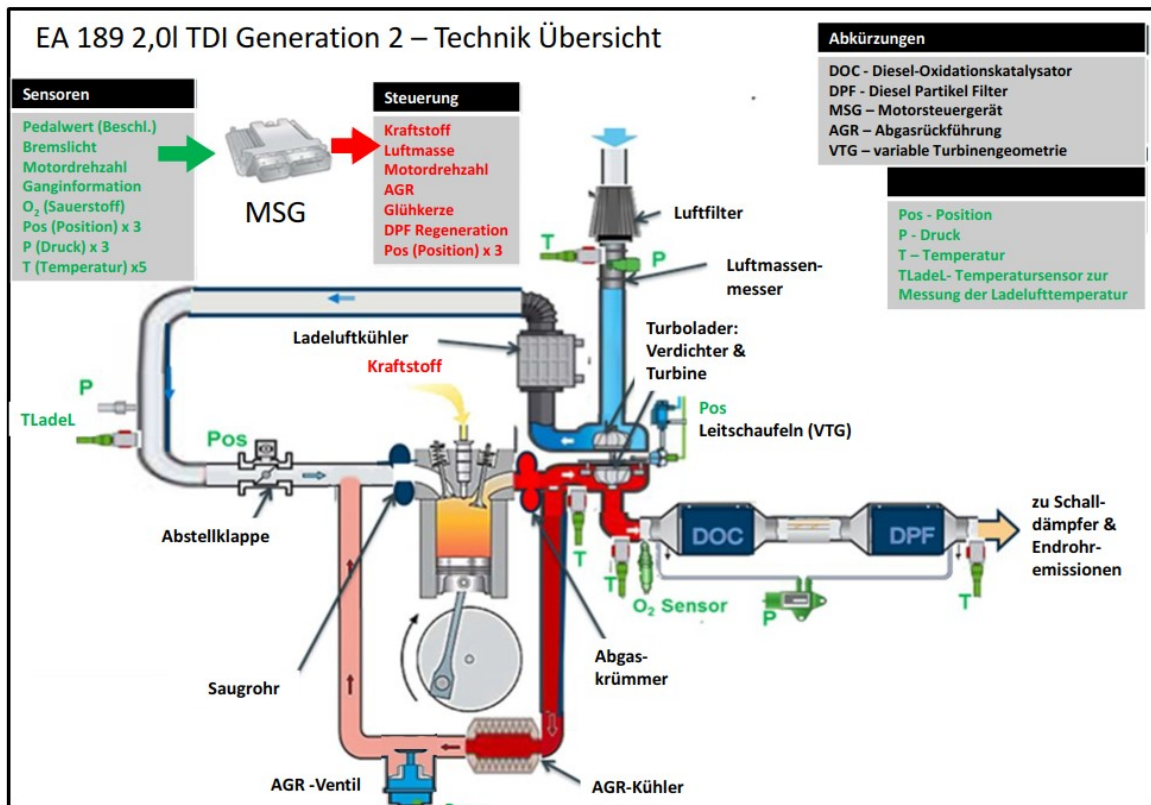 EA 189 2,0l TDI Generation 2 – Technik Übersicht
Sensoren
Pedalwert (Beschl.)
Bremslicht
Motordrehzahl
Ganginformation
O₂ (Sauerstoff)
Pos (Position) x 3
P (Druck) x 3
T (Temperatur) x5
MSG
Steuerung
Kraftstoff
Luftmasse
Motordrehzahl
AGR
Glühkerze
DPF Regeneration
Pos (Position) x 3
Abkürzungen
DOC - Diesel-Oxidationskatalysator
DPF - Diesel Partikel Filter
MSG – Motorsteuergerät
AGR – Abgasrückführung
VTG – variable Turbinengeometrie
Pos - Position
P - Druck
T – Temperatur
TLadeL- Temperatursensor zur
Messung der Ladelufttemperatur
Luftfilter
T
P
Luftmassen-
messer
Ladeluftkühler
Turbolader:
Verdichter &
Turbine
Kraftstoff
P
TLadeL
Pos
Pos
Leitschaufeln (VTG)
Abstellklappe
DOC
DPF
zu Schall-
dämpfer &
Endrohr-
emissionen
T
T
O₂ Sensor
P
T
Saugrohr
Abgas-
krümmer
AGR -Ventil
AGR-Kühler